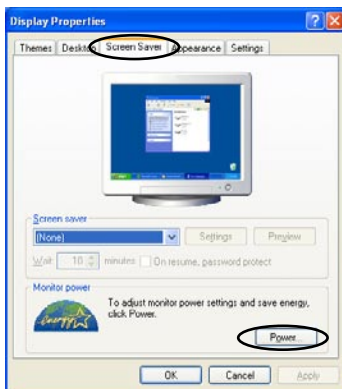 Display Properties
Themes Desktop Screen Saver Appearance Settings
Screen saver
(None) Settings Preview
Wait: 10 minutes On resume, password protect
Monitor power
To adjust monitor power settings and save energy,
click Power.
energy
Power...
OK Cancel Apply